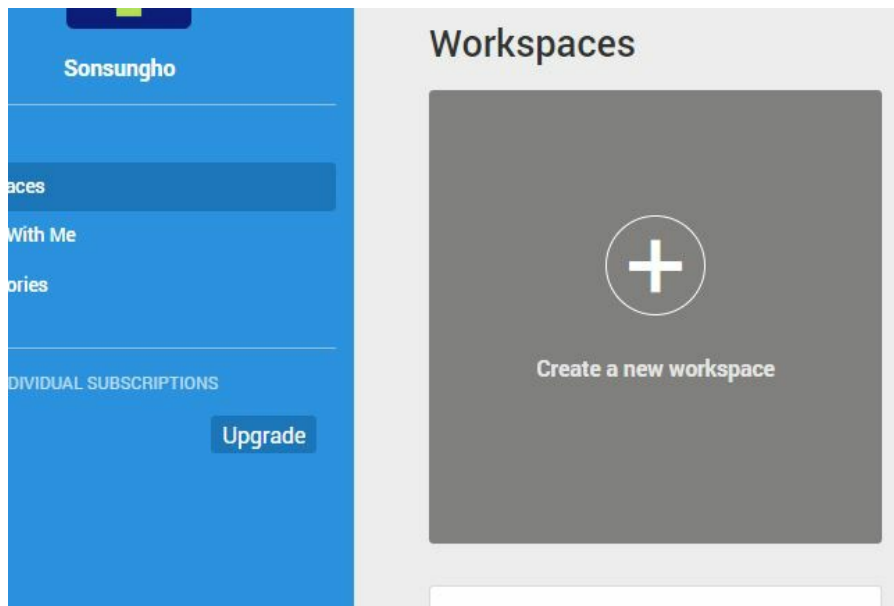 Sonsungho
aces
With Me
ories
DIVIDUAL SUBSCRIPTIONS
Upgrade
Workspaces
Create a new workspace